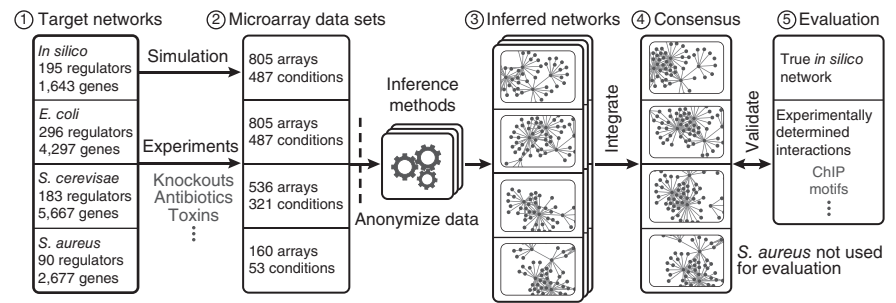 ① Target networks
In silico
195 regulators
1,643 genes
E. coli
296 regulators
4,297 genes
S. cerevisae
183 regulators
5,667 genes
S. aureus
90 regulators
2,677 genes
Simulation
Experiments
Knockouts
Antibiotics
Toxins
⋮
② Microarray data sets
805 arrays
487 conditions
805 arrays
487 conditions
536 arrays
321 conditions
160 arrays
53 conditions
Inference
methods
Anonymize data
③ Inferred networks
Integrate
④ Consensus
Validate
⑤ Evaluation
True in silico
network
Experimentally
determined
interactions
ChIP
motifs
⋮
S. aureus not used
for evaluation